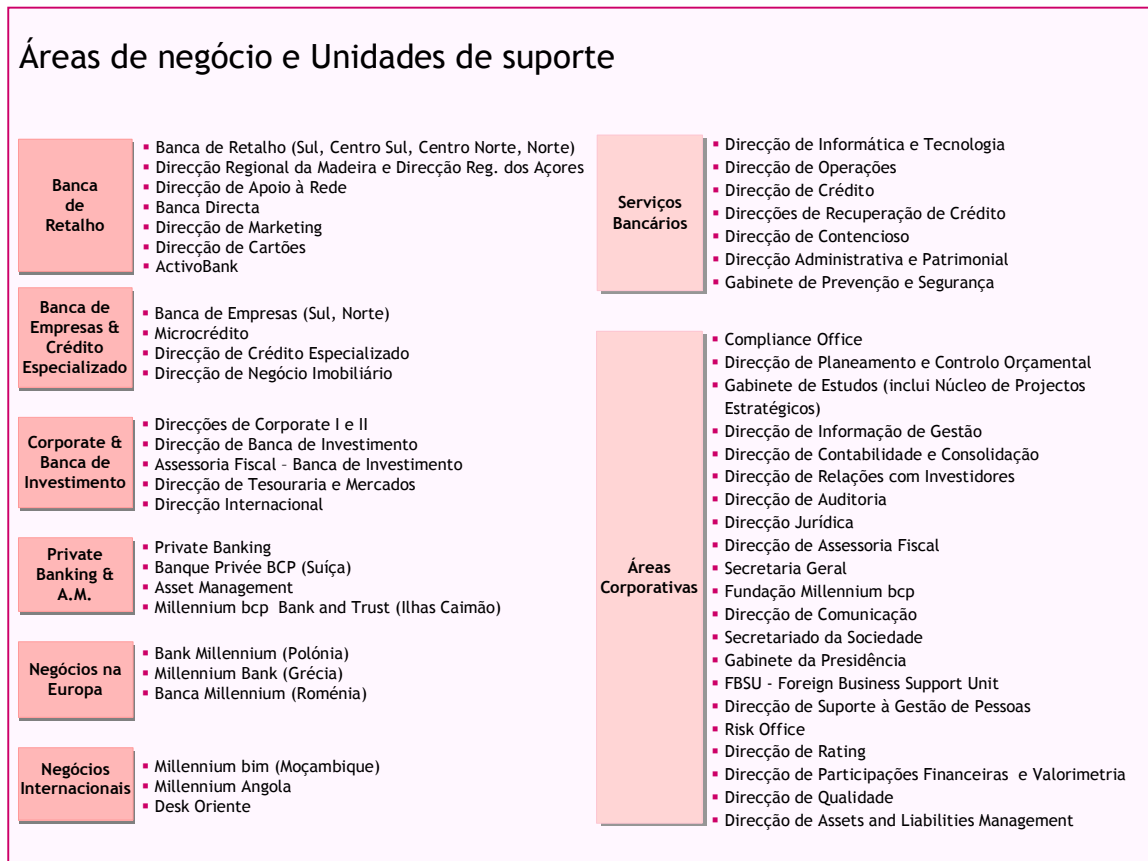 Áreas de negócio e Unidades de suporte
Banca
de
Retalho
▪ Banca de Retalho (Sul, Centro Sul, Centro Norte, Norte)
▪ Direcção Regional da Madeira e Direcção Reg. dos Açores
▪ Direcção de Apoio à Rede
▪ Banca Directa
▪ Direcção de Marketing
▪ Direcção de Cartões
▪ ActivoBank
Banca de
Empresas &
Crédito
Especializado
▪ Banca de Empresas (Sul, Norte)
▪ Microcrédito
▪ Direcção de Crédito Especializado
▪ Direcção de Negócio Imobiliário
Corporate &
Banca de
Investimento
▪ Direcções de Corporate I e II
▪ Direcção de Banca de Investimento
▪ Assessoria Fiscal – Banca de Investimento
▪ Direcção de Tesouraria e Mercados
▪ Direcção Internacional
Private
Banking &
A.M.
▪ Private Banking
▪ Banque Privée BCP (Suíça)
▪ Asset Management
▪ Millennium bcp Bank and Trust (Ilhas Caimão)
Negócios na
Europa
▪ Bank Millennium (Polónia)
▪ Millennium Bank (Grécia)
▪ Banca Millennium (Roménia)
Negócios
Internacionais
▪ Millennium bim (Moçambique)
▪ Millennium Angola
▪ Desk Oriente
Serviços
Bancários
▪ Direcção de Informática e Tecnologia
▪ Direcção de Operações
▪ Direcção de Crédito
▪ Direcções de Recuperação de Crédito
▪ Direcção de Contencioso
▪ Direcção Administrativa e Patrimonial
▪ Gabinete de Prevenção e Segurança
Áreas
Corporativas
▪ Compliance Office
▪ Direcção de Planeamento e Controlo Orçamental
▪ Gabinete de Estudos (inclui Núcleo de Projectos
Estratégicos)
▪ Direcção de Informação de Gestão
▪ Direcção de Contabilidade e Consolidação
▪ Direcção de Relações com Investidores
▪ Direcção de Auditoria
▪ Direcção Jurídica
▪ Direcção de Assessoria Fiscal
▪ Secretaria Geral
▪ Fundação Millennium bcp
▪ Direcção de Comunicação
▪ Secretariado da Sociedade
▪ Gabinete da Presidência
▪ FBSU - Foreign Business Support Unit
▪ Direcção de Suporte à Gestão de Pessoas
▪ Risk Office
▪ Direcção de Rating
▪ Direcção de Participações Financeiras e Valorimetria
▪ Direcção de Qualidade
▪ Direcção de Assets and Liabilities Management